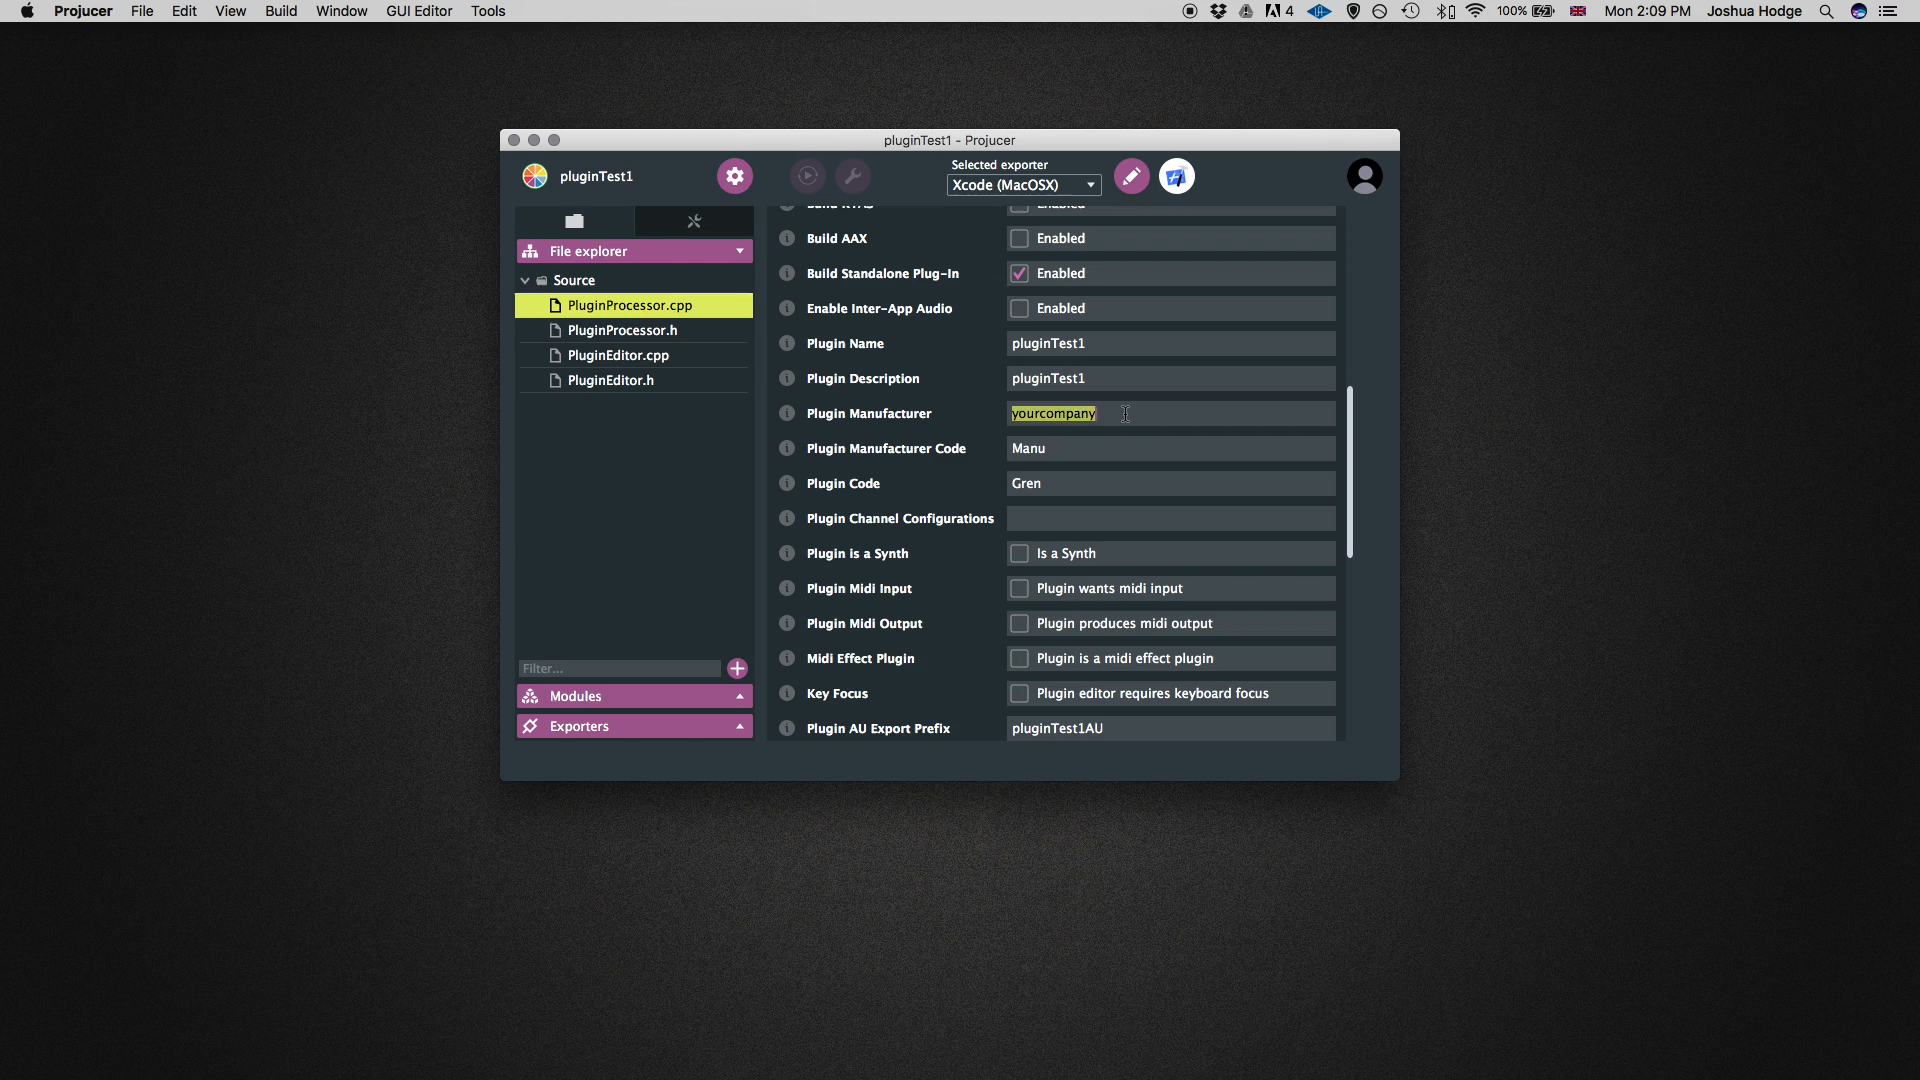 Projucer File Edit View Build Window GUI Editor Tools 4 100% Mon 2:09 PM Joshua Hodge
pluginTest1 - Projucer
pluginTest1
Selected exporter
Xcode (MacOSX)
File explorer
Source
PluginProcessor.cpp
PluginProcessor.h
PluginEditor.cpp
PluginEditor.h
Filter...
Modules
Exporters
Build RTAS Enabled
Build AAX Enabled
Build Standalone Plug-In Enabled
Enable Inter-App Audio Enabled
Plugin Name pluginTest1
Plugin Description pluginTest1
Plugin Manufacturer yourcompany
Plugin Manufacturer Code Manu
Plugin Code Gren
Plugin Channel Configurations
Plugin is a Synth Is a Synth
Plugin Midi Input Plugin wants midi input
Plugin Midi Output Plugin produces midi output
Midi Effect Plugin Plugin is a midi effect plugin
Key Focus Plugin editor requires keyboard focus
Plugin AU Export Prefix pluginTest1AU